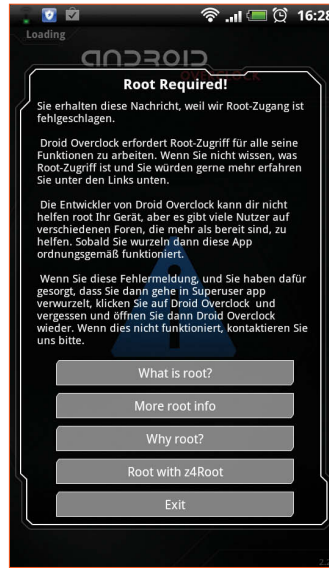 16:28
Loading
ANDROID
OVERCLOCK
Root Required!
Sie erhalten diese Nachricht, weil wir Root-Zugang ist
fehlgeschlagen.
Droid Overclock erfordert Root-Zugriff für alle seine
Funktionen zu arbeiten. Wenn Sie nicht wissen, was
Root-Zugriff ist und Sie würden gerne mehr erfahren
Sie unter den Links unten.
Die Entwickler von Droid Overclock kann dir nicht
helfen root Ihr Gerät, aber es gibt viele Nutzer auf
verschiedenen Foren, die mehr als bereit sind, zu
helfen. Sobald Sie wurzeln dann diese App
ordnungsgemäß funktioniert.
Wenn Sie diese Fehlermeldung, und Sie haben dafür
gesorgt, dass Sie dann gehe in Superuser app
verwurzelt, klicken Sie auf Droid Overclock und
vergessen und öffnen Sie dann Droid Overclock
wieder. Wenn dies nicht funktioniert, kontaktieren Sie
uns bitte.
What is root?
More root info
Why root?
Root with z4Root
Exit